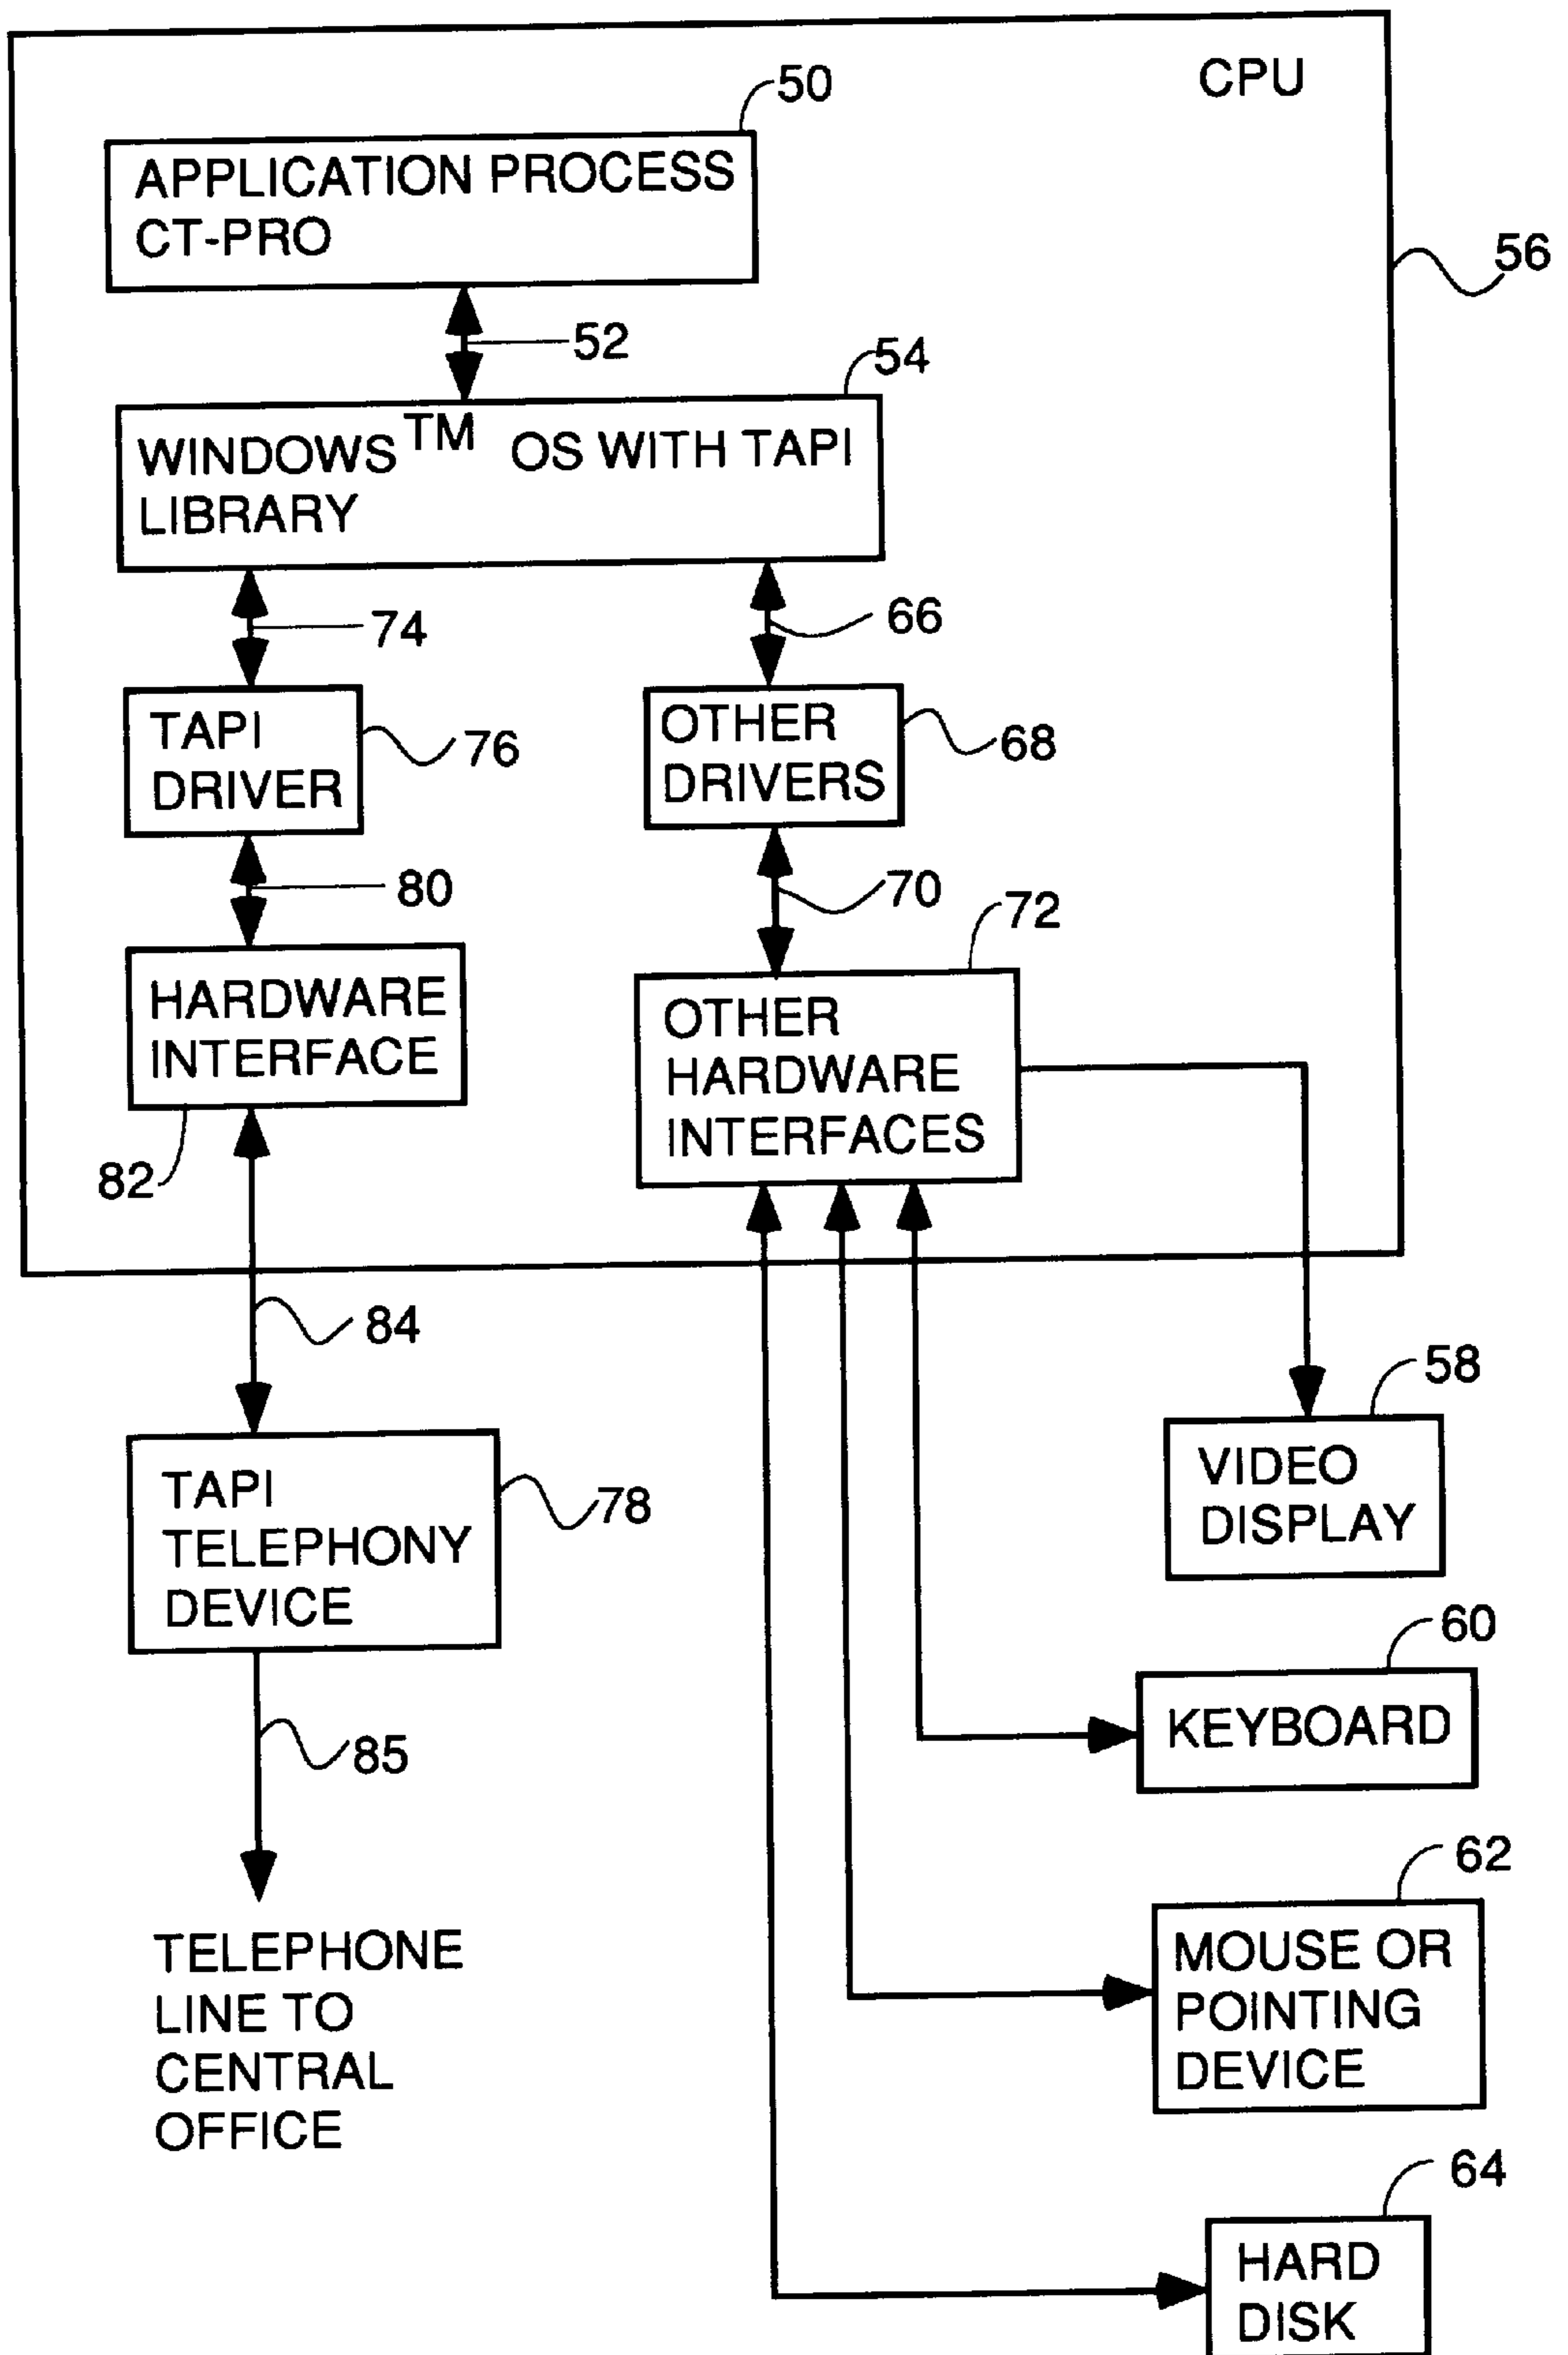 CPU
50
APPLICATION PROCESS
CT-PRO
56
52
54
WINDOWS TM OS WITH TAPI
LIBRARY
74
66
TAPI
DRIVER
76
OTHER
DRIVERS
68
80
70
72
HARDWARE
INTERFACE
OTHER
HARDWARE
INTERFACES
82
84
58
TAPI
TELEPHONY
DEVICE
78
VIDEO
DISPLAY
60
KEYBOARD
85
62
TELEPHONE
LINE TO
CENTRAL
OFFICE
MOUSE OR
POINTING
DEVICE
64
HARD
DISK